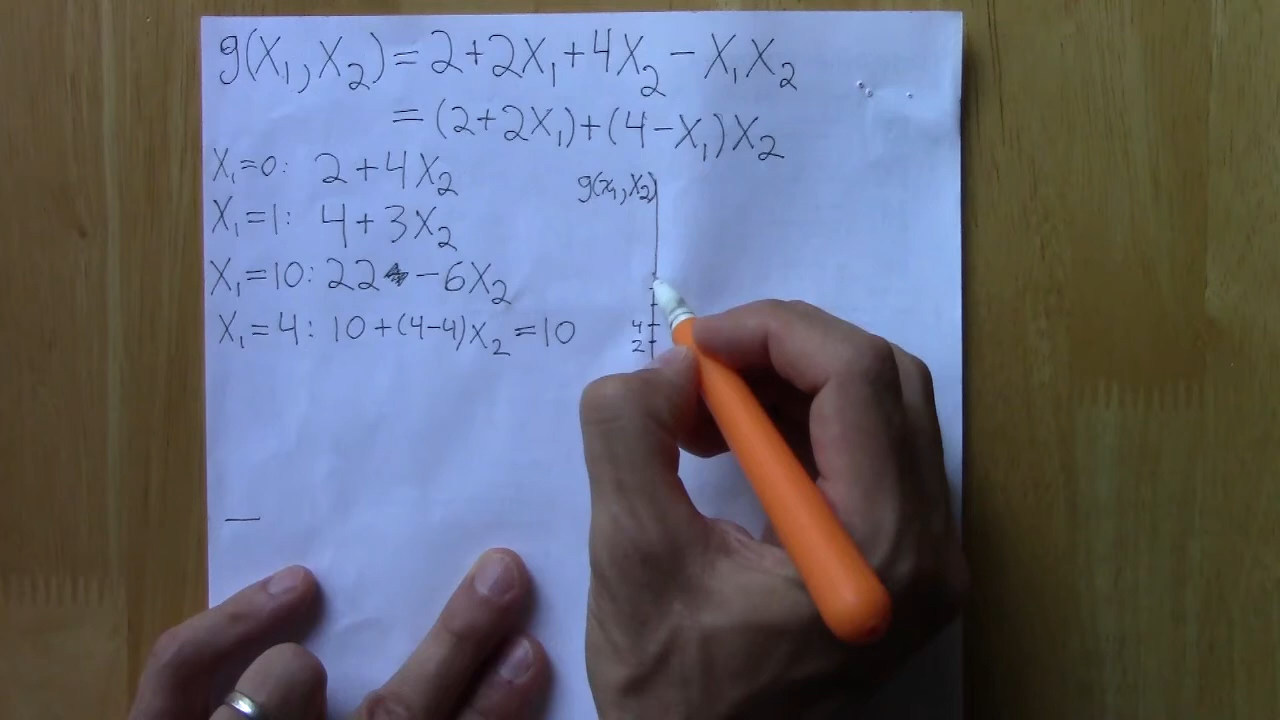 g(X₁,X₂)=2+2X₁+4X₂-X₁X₂
=(2+2X₁)+(4-X₁)X₂
X₁=0: 2+4X₂
X₁=1: 4+3X₂
X₁=10: 22 -6X₂
X₁=4: 10+(4-4)X₂=10
g(x₁,X₂)
4
2